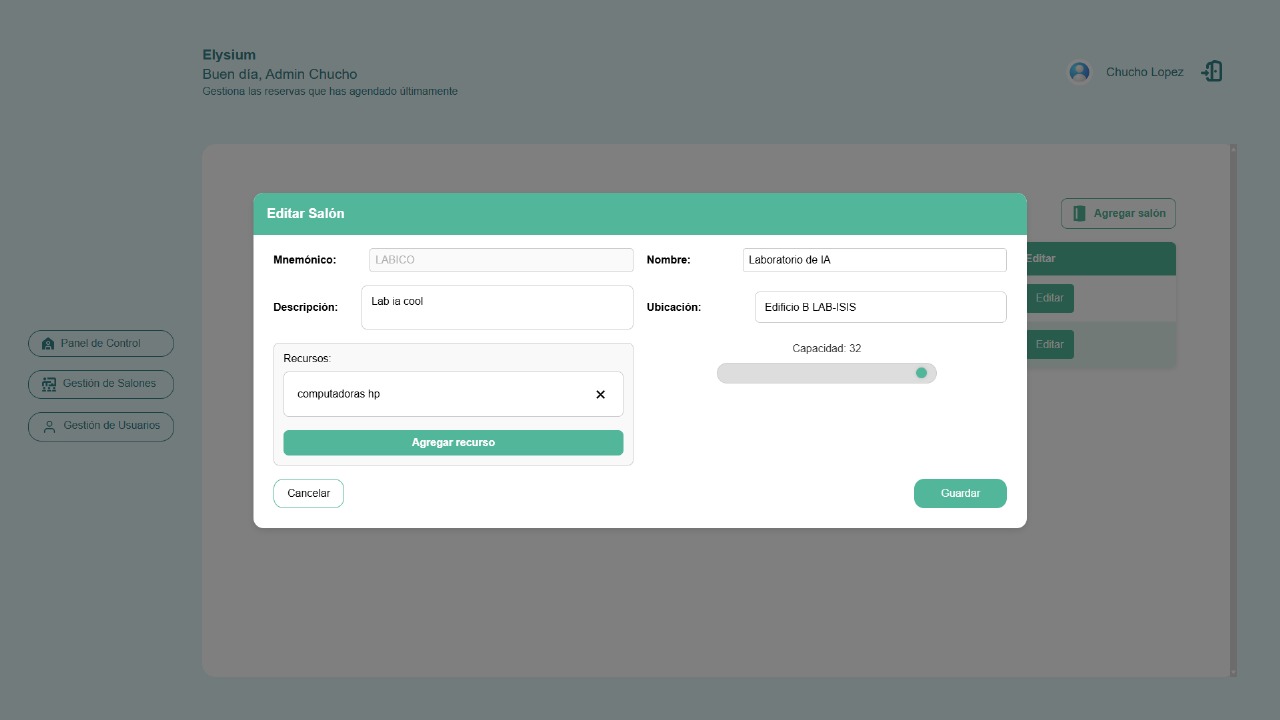 Elysium
Buen día, Admin Chucho
Gestiona las reservas que has agendado últimamente
Chucho Lopez
Panel de Control
Gestión de Salones
Gestión de Usuarios
Agregar salón
Editar
Editar
Editar
Editar Salón
Mnemónico: LABICO
Nombre: Laboratorio de IA
Descripción: Lab ia cool
Ubicación: Edificio B LAB-ISIS
Recursos:
computadoras hp
Agregar recurso
Capacidad: 32
Cancelar
Guardar